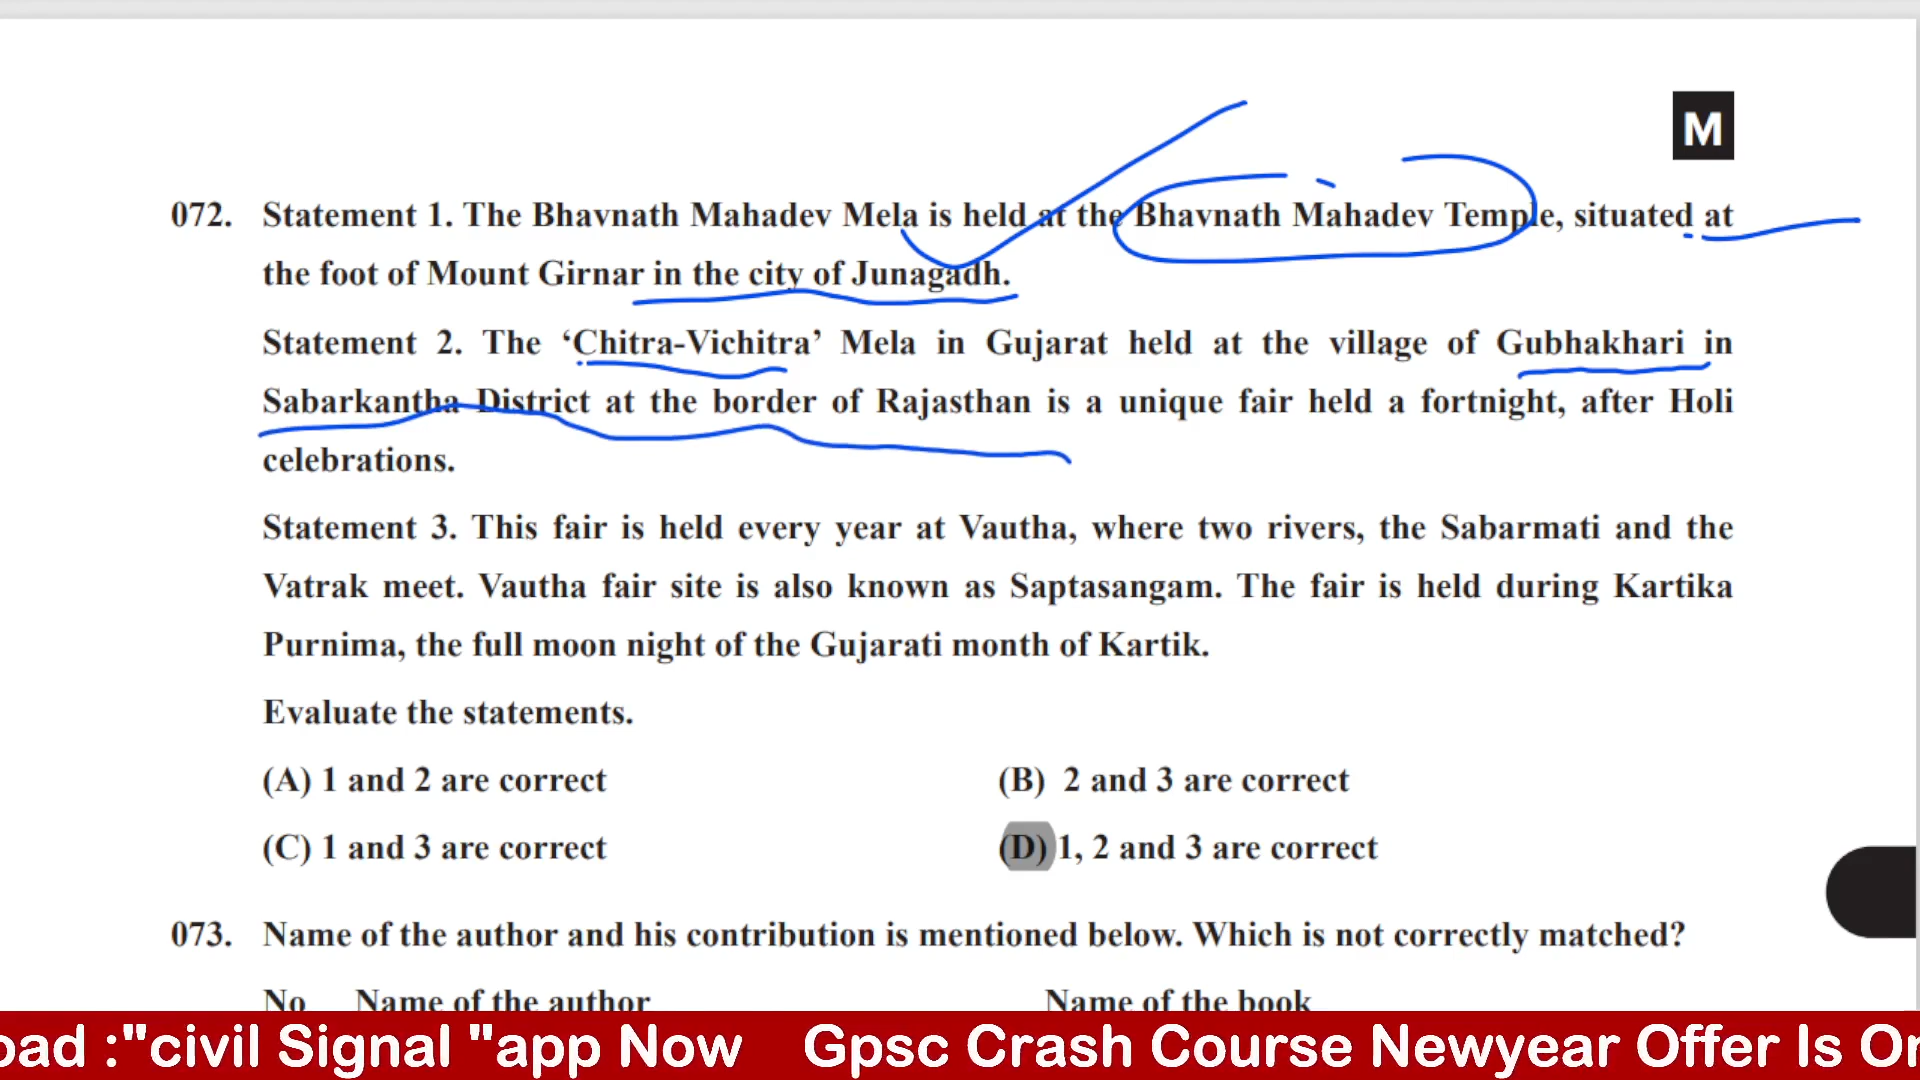 M
072. Statement 1. The Bhavnath Mahadev Mela is held at the Bhavnath Mahadev Temple, situated at
the foot of Mount Girnar in the city of Junagadh.
Statement 2. The ‘Chitra-Vichitra’ Mela in Gujarat held at the village of Gubhakhari in
Sabarkantha District at the border of Rajasthan is a unique fair held a fortnight, after Holi
celebrations.
Statement 3. This fair is held every year at Vautha, where two rivers, the Sabarmati and the
Vatrak meet. Vautha fair site is also known as Saptasangam. The fair is held during Kartika
Purnima, the full moon night of the Gujarati month of Kartik.
Evaluate the statements.
(A) 1 and 2 are correct (B) 2 and 3 are correct
(C) 1 and 3 are correct (D) 1, 2 and 3 are correct
073. Name of the author and his contribution is mentioned below. Which is not correctly matched?
No Name of the author Name of the book
oad :"civil Signal "app Now Gpsc Crash Course Newyear Offer Is